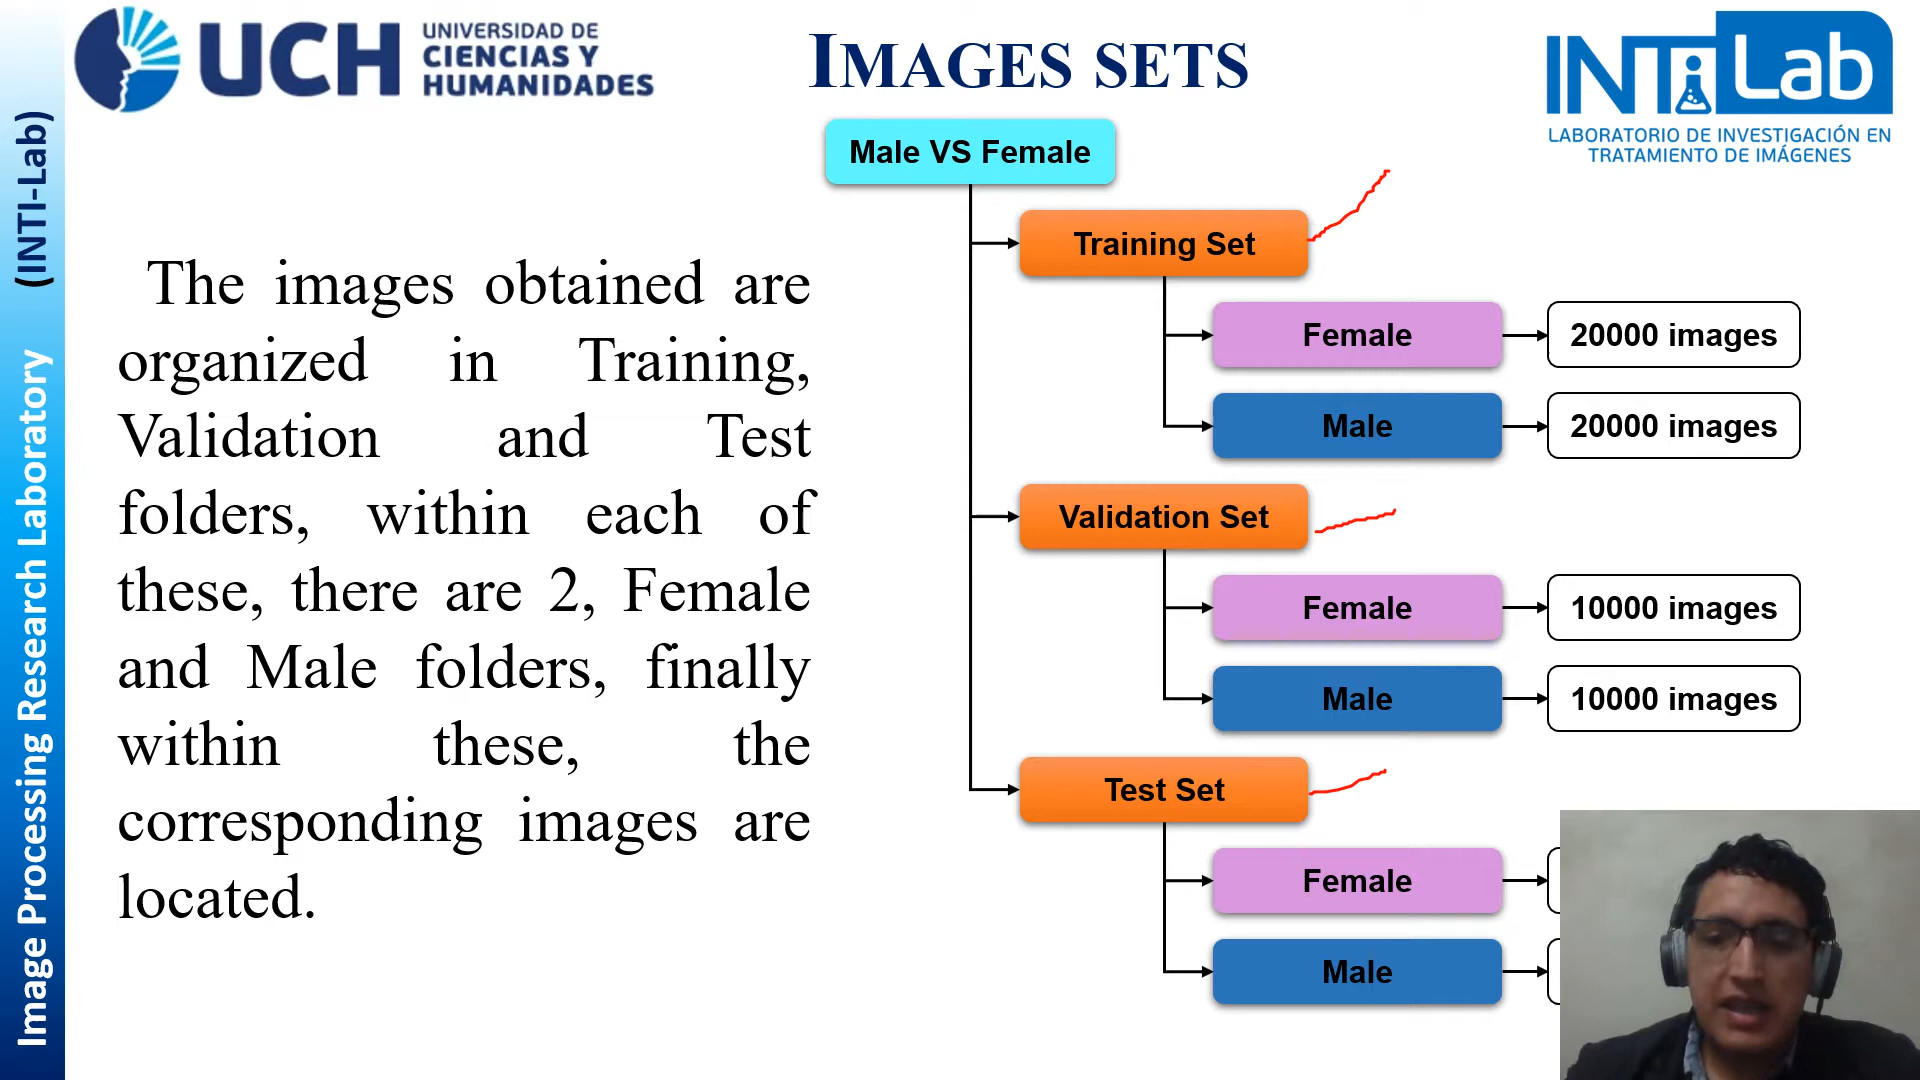 UCH
UNIVERSIDAD DE
CIENCIAS Y
HUMANIDADES
IMAGES SETS
INTi Lab
LABORATORIO DE INVESTIGACIÓN EN
TRATAMIENTO DE IMÁGENES
Image Processing Research Laboratory (INTI-Lab)
The images obtained are
organized in Training,
Validation and Test
folders, within each of
these, there are 2, Female
and Male folders, finally
within these, the
corresponding images are
located.
Male VS Female
Training Set
Female
20000 images
Male
20000 images
Validation Set
Female
10000 images
Male
10000 images
Test Set
Female
Male